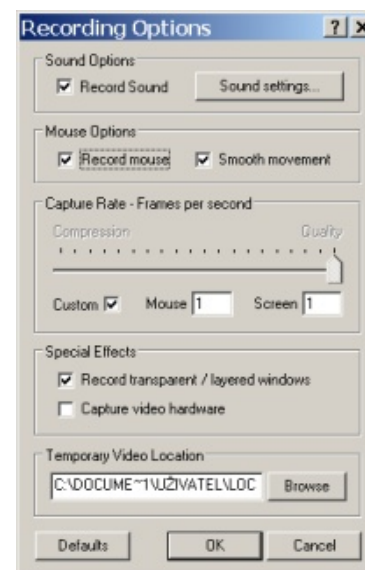 Recording Options
Sound Options
Record Sound
Sound settings...
Mouse Options
Record mouse
Smooth movement
Capture Rate - Frames per second
Compression
Quality
Custom
Mouse 1
Screen 1
Special Effects
Record transparent / layered windows
Capture video hardware
Temporary Video Location
C:\DOCUME~1\UŽIVATEL\LOC
Browse
Defaults
OK
Cancel